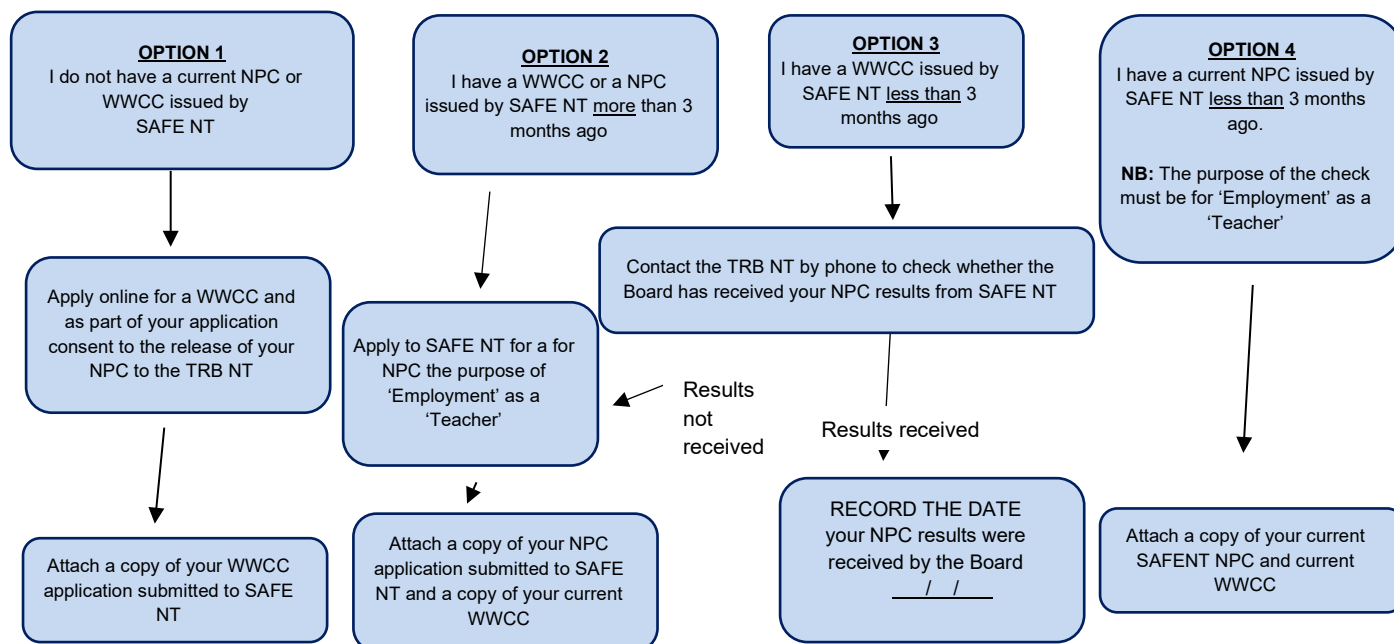 OPTION 1
I do not have a current NPC or
WWCC issued by
SAFE NT
OPTION 2
I have a WWCC or a NPC
issued by SAFE NT more than 3
months ago
OPTION 3
I have a WWCC issued by
SAFE NT less than 3
months ago
OPTION 4
I have a current NPC issued by
SAFE NT less than 3 months
ago.
NB: The purpose of the check
must be for ‘Employment’ as a
‘Teacher’
Apply online for a WWCC and
as part of your application
consent to the release of your
NPC to the TRB NT
Apply to SAFE NT for a for
NPC the purpose of
‘Employment’ as a
‘Teacher’
Contact the TRB NT by phone to check whether the
Board has received your NPC results from SAFE NT
Results
not
received
Results received
Attach a copy of your WWCC
application submitted to SAFE
NT
Attach a copy of your NPC
application submitted to SAFE
NT and a copy of your current
WWCC
RECORD THE DATE
your NPC results were
received by the Board
/ /
Attach a copy of your current
SAFENT NPC and current
WWCC